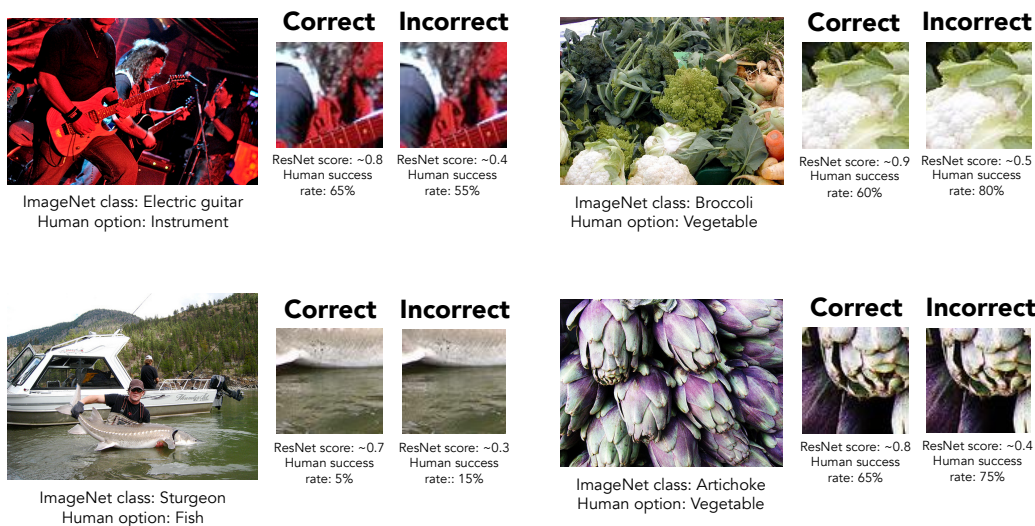 Correct Incorrect
ResNet score: ~0.8
Human success
rate: 65%
ResNet score: ~0.4
Human success
rate: 55%
ImageNet class: Electric guitar
Human option: Instrument
Correct Incorrect
ResNet score: ~0.9
Human success
rate: 60%
ResNet score: ~0.5
Human success
rate: 80%
ImageNet class: Broccoli
Human option: Vegetable
Correct Incorrect
ResNet score: ~0.7
Human success
rate: 5%
ResNet score: ~0.3
Human success
rate:: 15%
ImageNet class: Sturgeon
Human option: Fish
Correct Incorrect
ResNet score: ~0.8
Human success
rate: 65%
ResNet score: ~0.4
Human success
rate: 75%
ImageNet class: Artichoke
Human option: Vegetable